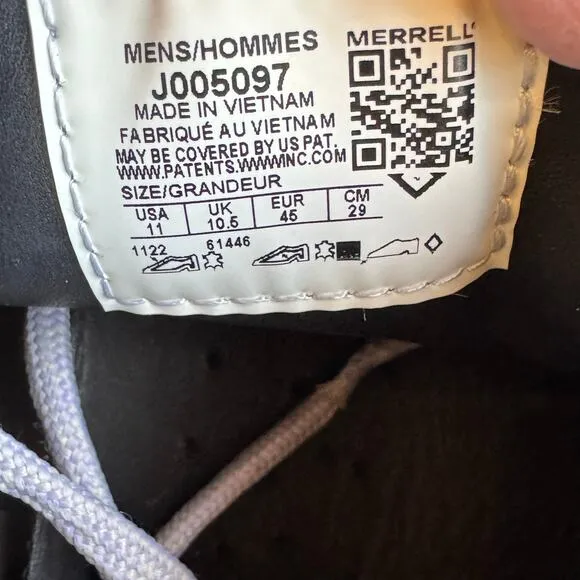 MENS/HOMMES
MERRELL
J005097
MADE IN VIETNAM
FABRIQUÉ AU VIETNAM
MAY BE COVERED BY US PAT.
WWW.PATENTS.WWWINC.COM
SIZE/GRANDEUR
USA UK EUR CM
11 10.5 45 29
1122 61446